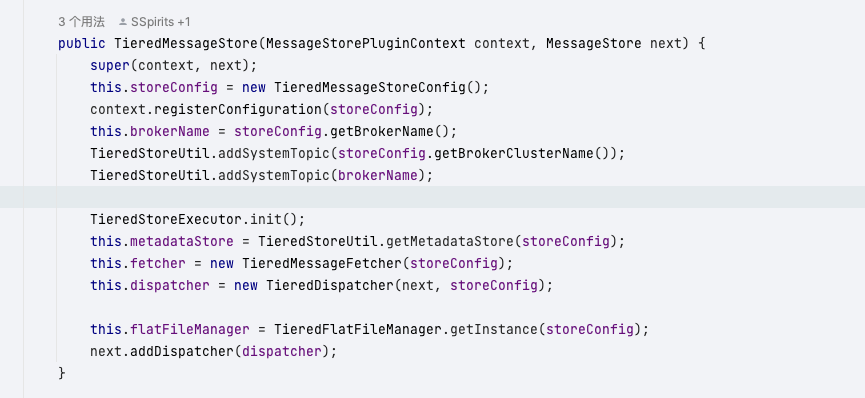 3 个用法 SSpirits +1
public TieredMessageStore(MessageStorePluginContext context, MessageStore next) {
super(context, next);
this.storeConfig = new TieredMessageStoreConfig();
context.registerConfiguration(storeConfig);
this.brokerName = storeConfig.getBrokerName();
TieredStoreUtil.addSystemTopic(storeConfig.getBrokerClusterName());
TieredStoreUtil.addSystemTopic(brokerName);
TieredStoreExecutor.init();
this.metadataStore = TieredStoreUtil.getMetadataStore(storeConfig);
this.fetcher = new TieredMessageFetcher(storeConfig);
this.dispatcher = new TieredDispatcher(next, storeConfig);
this.flatFileManager = TieredFlatFileManager.getInstance(storeConfig);
next.addDispatcher(dispatcher);
}